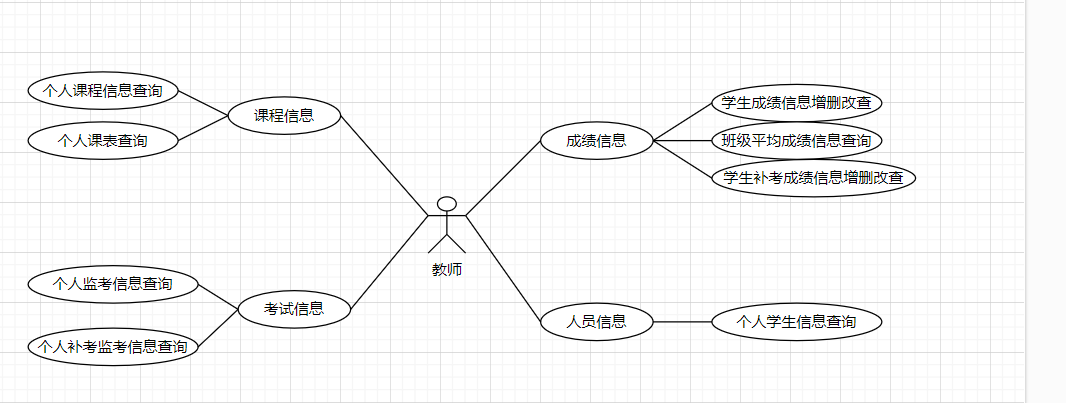 个人课程信息查询
个人课表查询
课程信息
成绩信息
学生成绩信息增删改查
班级平均成绩信息查询
学生补考成绩信息增删改查
教师
个人监考信息查询
个人补考监考信息查询
考试信息
人员信息
个人学生信息查询